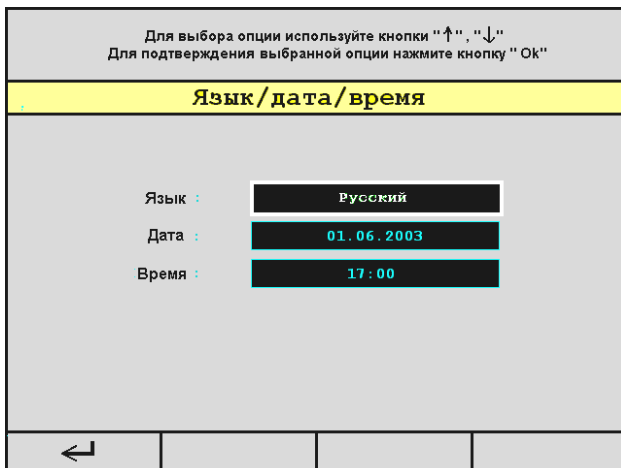 Для выбора опции используйте кнопки "↑", "↓"
Для подтверждения выбранной опции нажмите кнопку " Ok"
Язык/дата/время
Язык : Русский
Дата : 01.06.2003
Время : 17:00